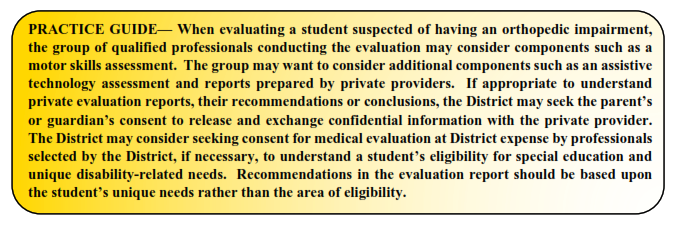 PRACTICE GUIDE— When evaluating a student suspected of having an orthopedic impairment,
the group of qualified professionals conducting the evaluation may consider components such as a
motor skills assessment.  The group may want to consider additional components such as an assistive
technology assessment and reports prepared by private providers.  If appropriate to understand
private evaluation reports, their recommendations or conclusions, the District may seek the parent's
or guardian's consent to release and exchange confidential information with the private provider.
The District may consider seeking consent for medical evaluation at District expense by professionals
selected by the District, if necessary, to understand a student's eligibility for special education and
unique disability-related needs.  Recommendations in the evaluation report should be based upon
the student's unique needs rather than the area of eligibility.